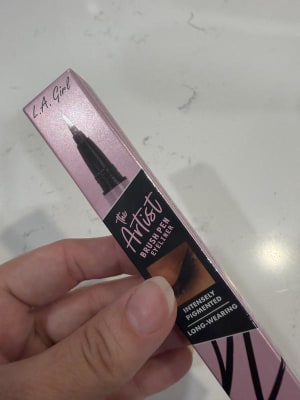 L.A. Girl
The
Artist
BRUSH PEN
EYELINER
INTENSELY
PIGMENTED
LONG-WEARING